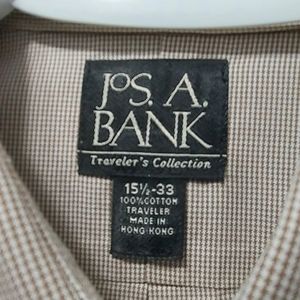 JOS. A.
BANK
Traveler's Collection
15½-33
100% COTTON
TRAVELER
MADE IN
HONG KONG